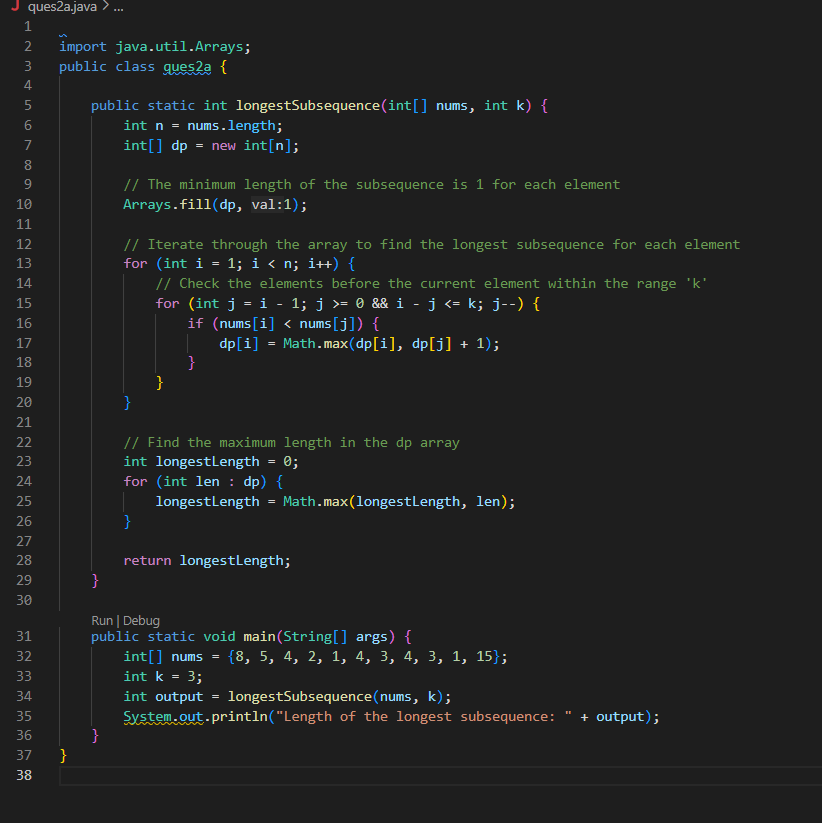 J ques2a.java > ...
1
2 import java.util.Arrays;
3 public class ques2a {
4
5     public static int longestSubsequence(int[] nums, int k) {
6         int n = nums.length;
7         int[] dp = new int[n];
8
9         // The minimum length of the subsequence is 1 for each element
10         Arrays.fill(dp, val:1);
11
12         // Iterate through the array to find the longest subsequence for each element
13         for (int i = 1; i < n; i++) {
14             // Check the elements before the current element within the range 'k'
15             for (int j = i - 1; j >= 0 && i - j <= k; j--) {
16                 if (nums[i] < nums[j]) {
17                     dp[i] = Math.max(dp[i], dp[j] + 1);
18                 }
19             }
20         }
21
22         // Find the maximum length in the dp array
23         int longestLength = 0;
24         for (int len : dp) {
25             longestLength = Math.max(longestLength, len);
26         }
27
28         return longestLength;
29     }
30
Run | Debug
31     public static void main(String[] args) {
32         int[] nums = {8, 5, 4, 2, 1, 4, 3, 4, 3, 1, 15};
33         int k = 3;
34         int output = longestSubsequence(nums, k);
35         System.out.println("Length of the longest subsequence: " + output);
36     }
37 }
38